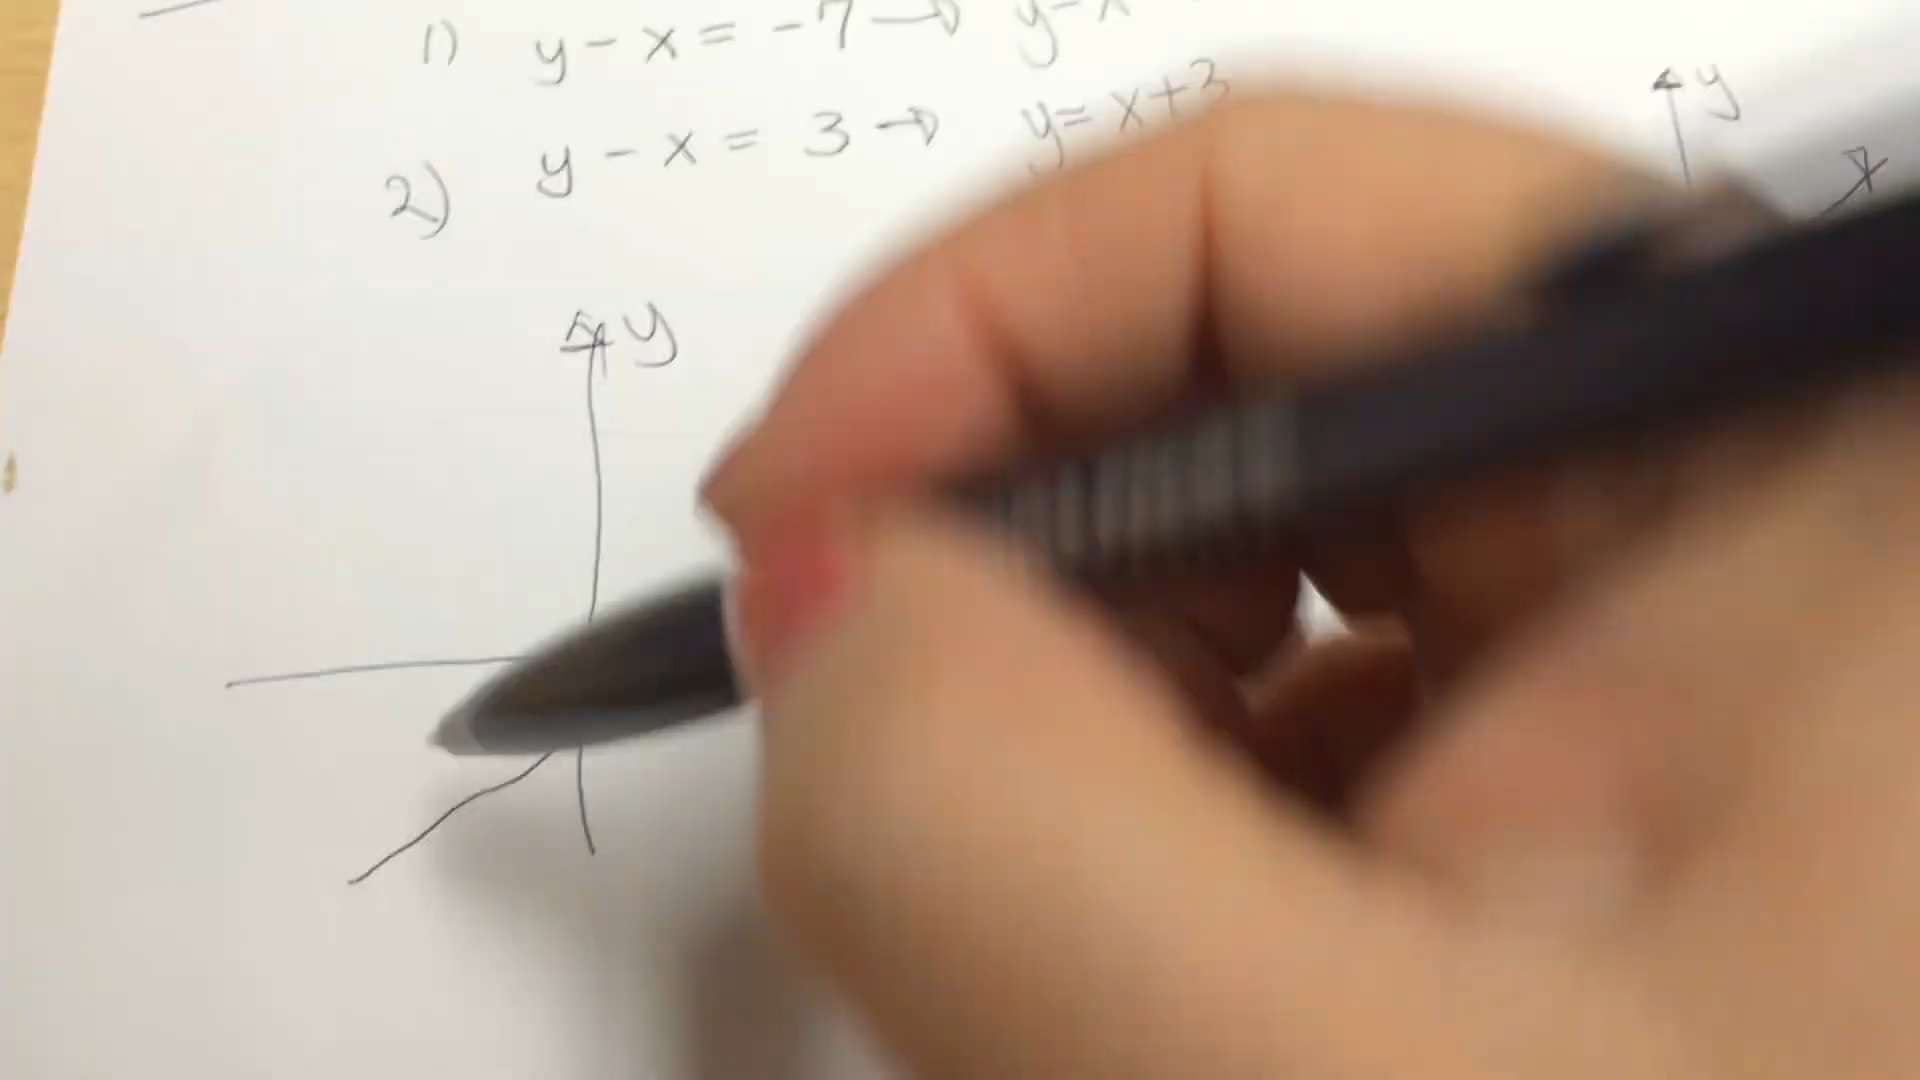 1) y - x = -7 → y - x
2) y - x = 3 → y = x + 3
y
x
y